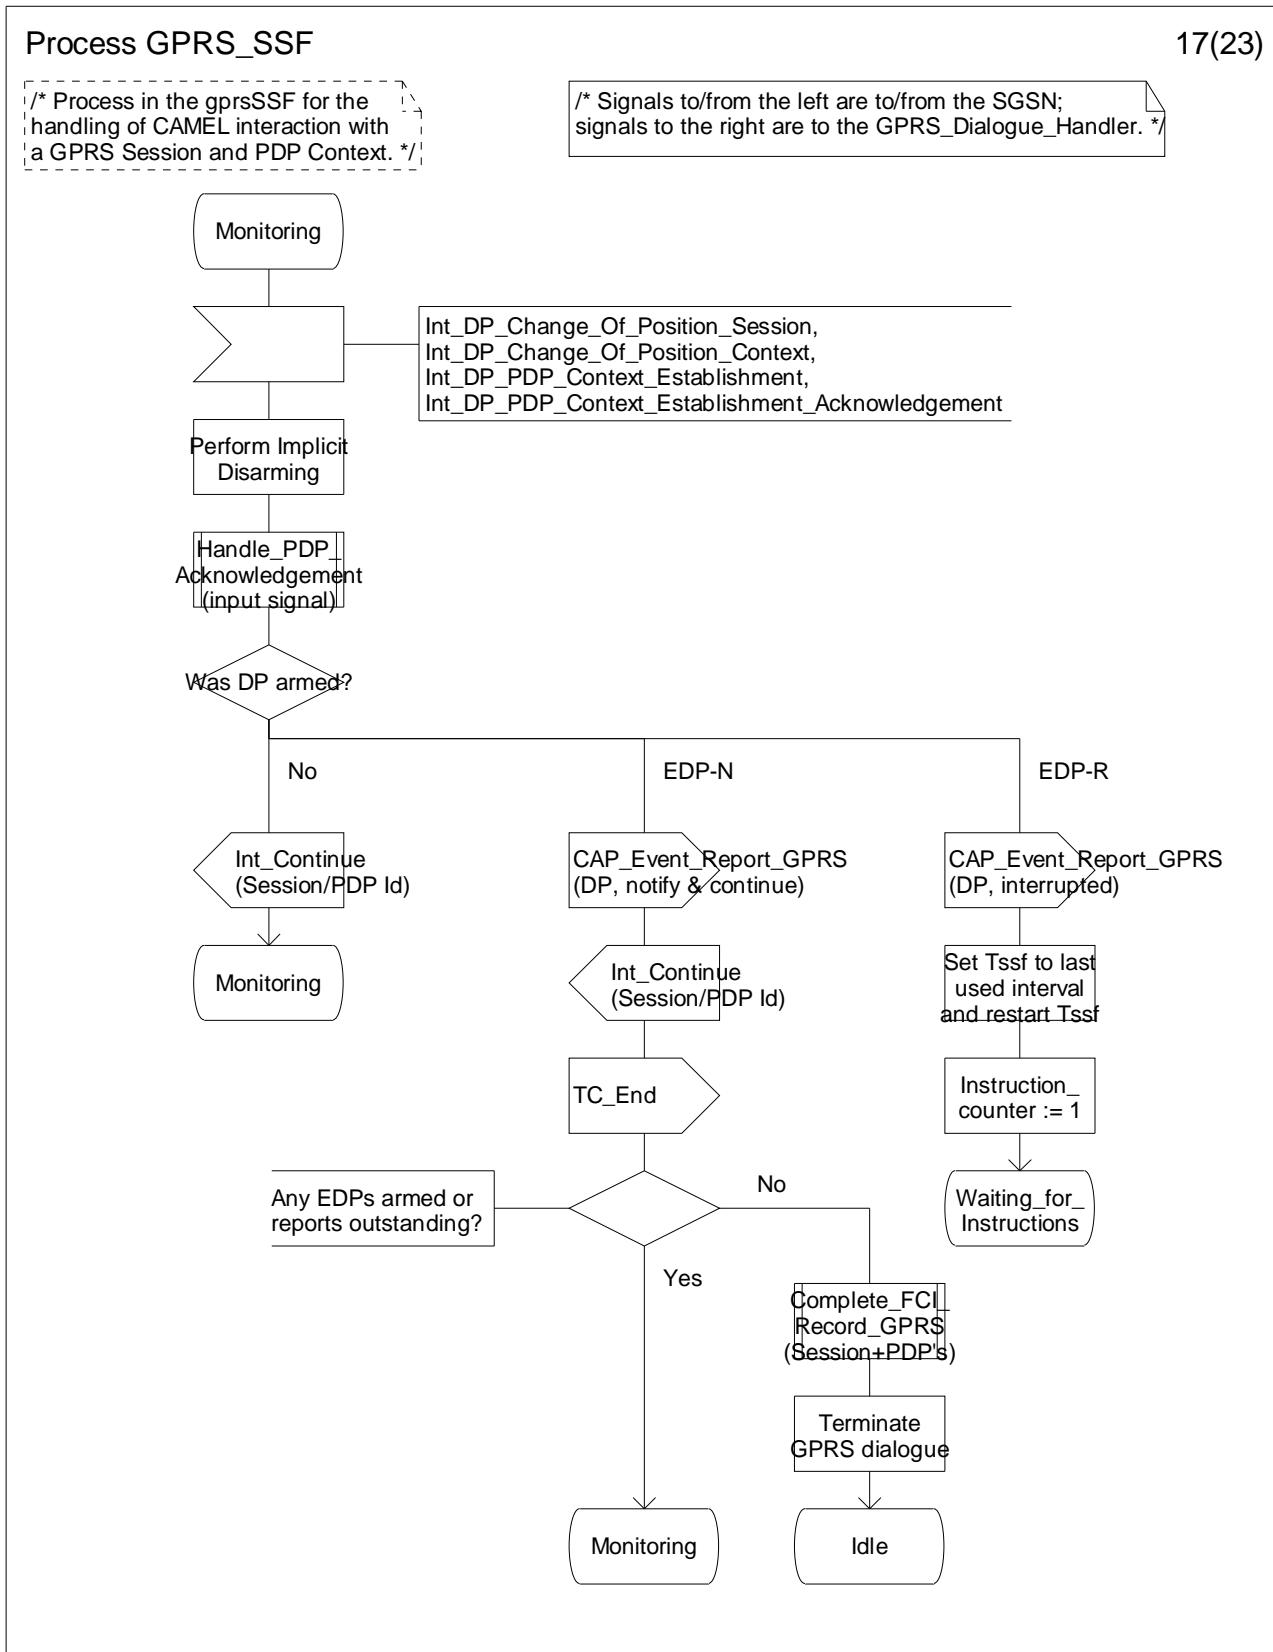 Process GPRS_SSF
17(23)
/* Process in the gprsSSF for the
handling of CAMEL interaction with
a GPRS Session and PDP Context. */
/* Signals to/from the left are to/from the SGSN;
signals to the right are to the GPRS_Dialogue_Handler. */
Monitoring
Int_DP_Change_Of_Position_Session,
Int_DP_Change_Of_Position_Context,
Int_DP_PDP_Context_Establishment,
Int_DP_PDP_Context_Establishment_Acknowledgement
Perform Implicit
Disarming
Handle_PDP_
Acknowledgement
(input signal)
Was DP armed?
No
EDP-N
EDP-R
Int_Continue
(Session/PDP Id)
CAP_Event_Report_GPRS
(DP, notify & continue)
CAP_Event_Report_GPRS
(DP, interrupted)
Monitoring
Int_Continue
(Session/PDP Id)
Set Tssf to last
used interval
and restart Tssf
TC_End
Instruction_
counter := 1
Any EDPs armed or
reports outstanding?
No
Waiting_for_
Instructions
Yes
Complete_FCI_
Record_GPRS
(Session+PDP's)
Terminate
GPRS dialogue
Monitoring
Idle